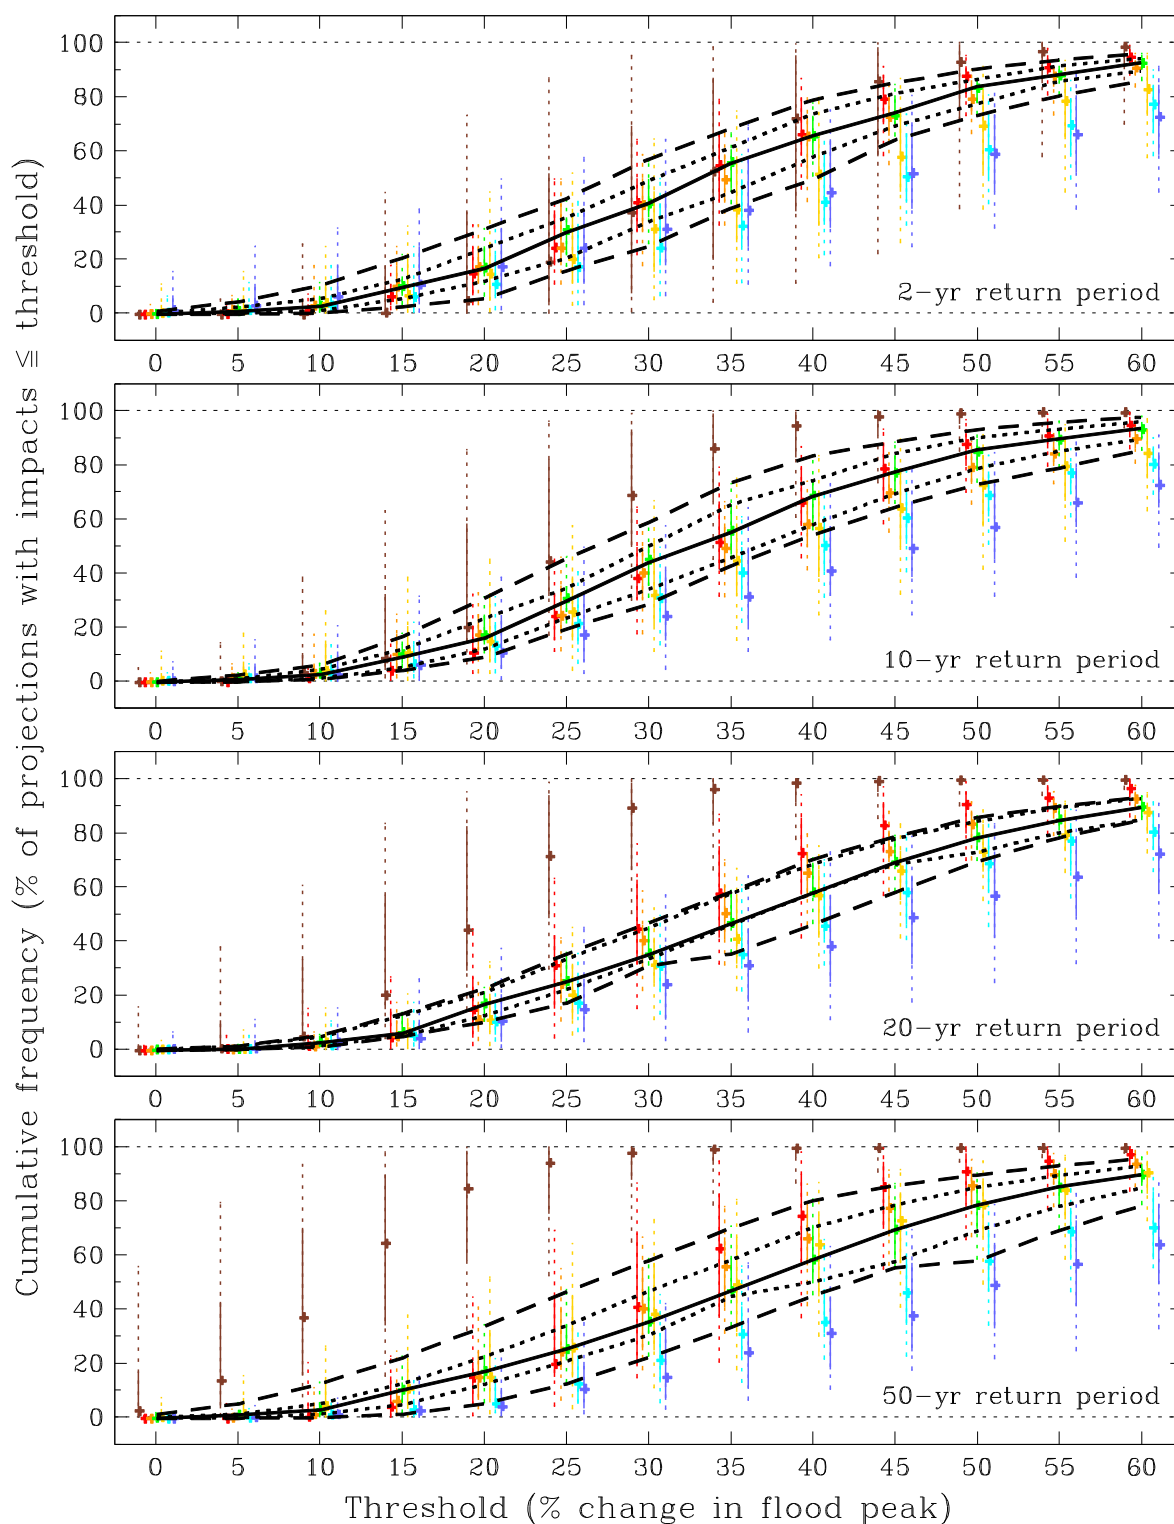 Cumulative frequency (% of projections with impacts ≦ threshold)
100
80
60
40
20
0
2-yr return period
0 5 10 15 20 25 30 35 40 45 50 55 60
100
80
60
40
20
0
10-yr return period
0 5 10 15 20 25 30 35 40 45 50 55 60
100
80
60
40
20
0
20-yr return period
0 5 10 15 20 25 30 35 40 45 50 55 60
100
80
60
40
20
0
50-yr return period
0 5 10 15 20 25 30 35 40 45 50 55 60
Threshold (% change in flood peak)